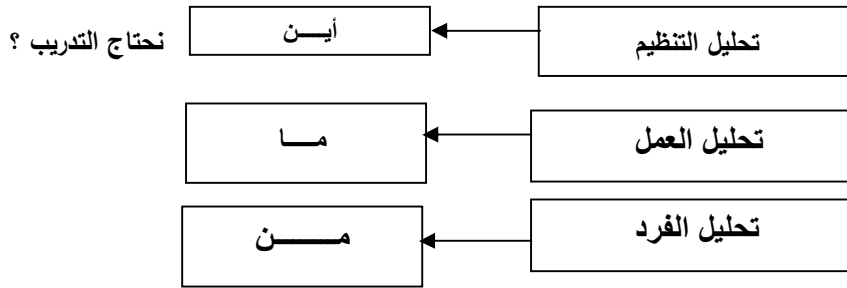 تحليل التنظيم
أيـــن
نحتاج التدريب ؟
تحليل العمل
مـــا
تحليل الفرد
مـــــن